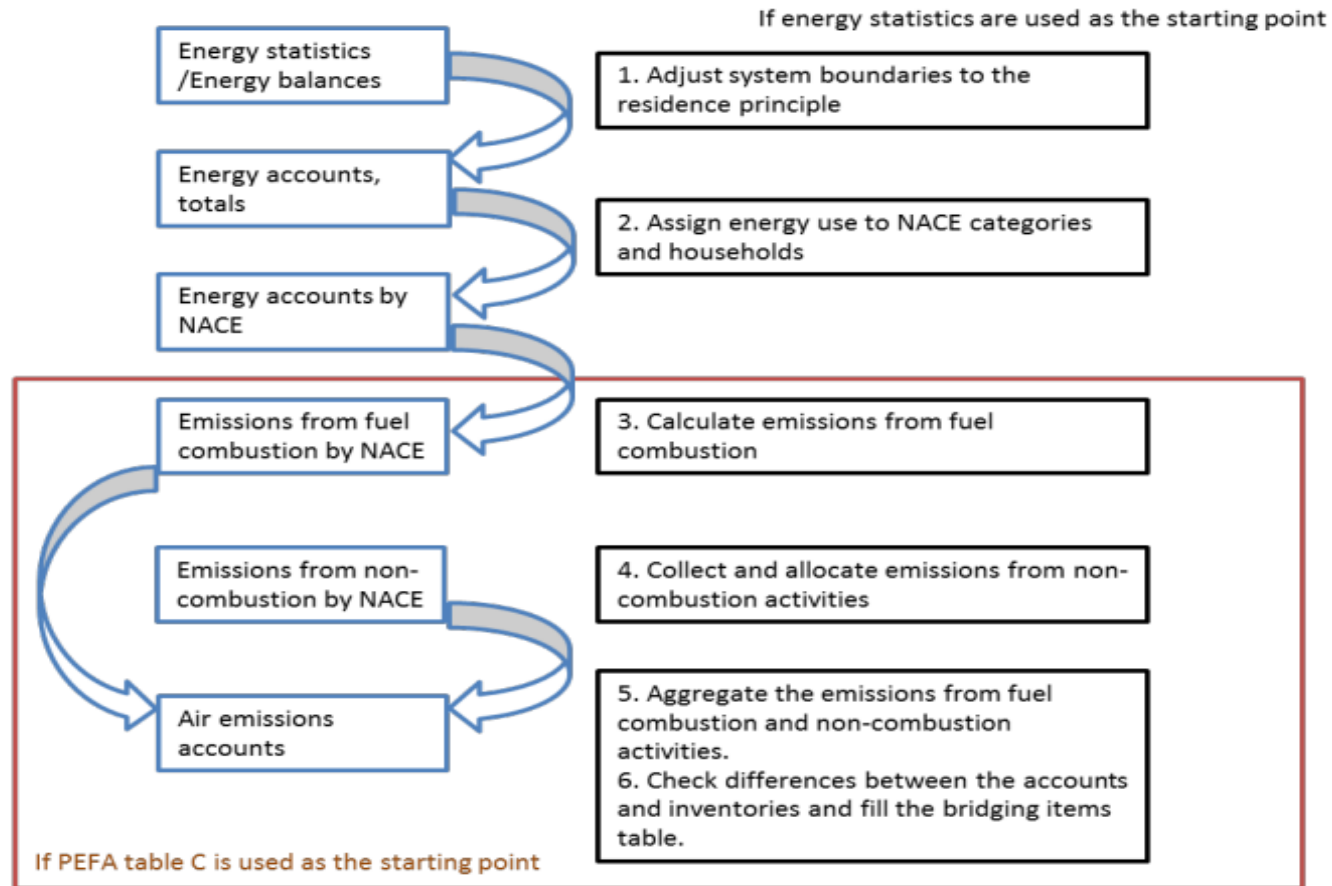 If energy statistics are used as the starting point
Energy statistics
/Energy balances
1. Adjust system boundaries to the
residence principle
Energy accounts,
totals
2. Assign energy use to NACE categories
and households
Energy accounts by
NACE
Emissions from fuel
combustion by NACE
3. Calculate emissions from fuel
combustion
Emissions from non-
combustion by NACE
4. Collect and allocate emissions from non-
combustion activities
Air emissions
accounts
5. Aggregate the emissions from fuel
combustion and non-combustion
activities.
6. Check differences between the accounts
and inventories and fill the bridging items
table.
If PEFA table C is used as the starting point